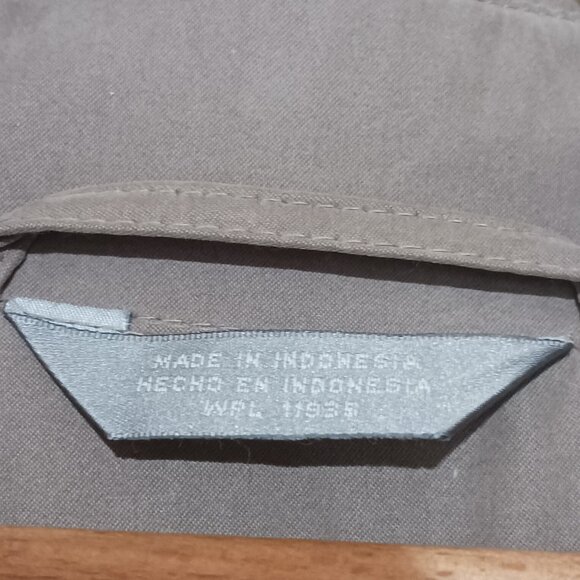 MADE IN INDONESIA
HECHO EN INDONESIA
WPL 11935